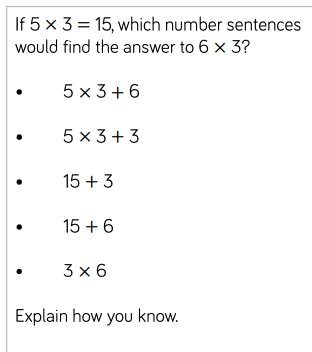 If 5 × 3 = 15, which number sentences
would find the answer to 6 × 3?
• 5 × 3 + 6
• 5 × 3 + 3
• 15 + 3
• 15 + 6
• 3 × 6
Explain how you know.